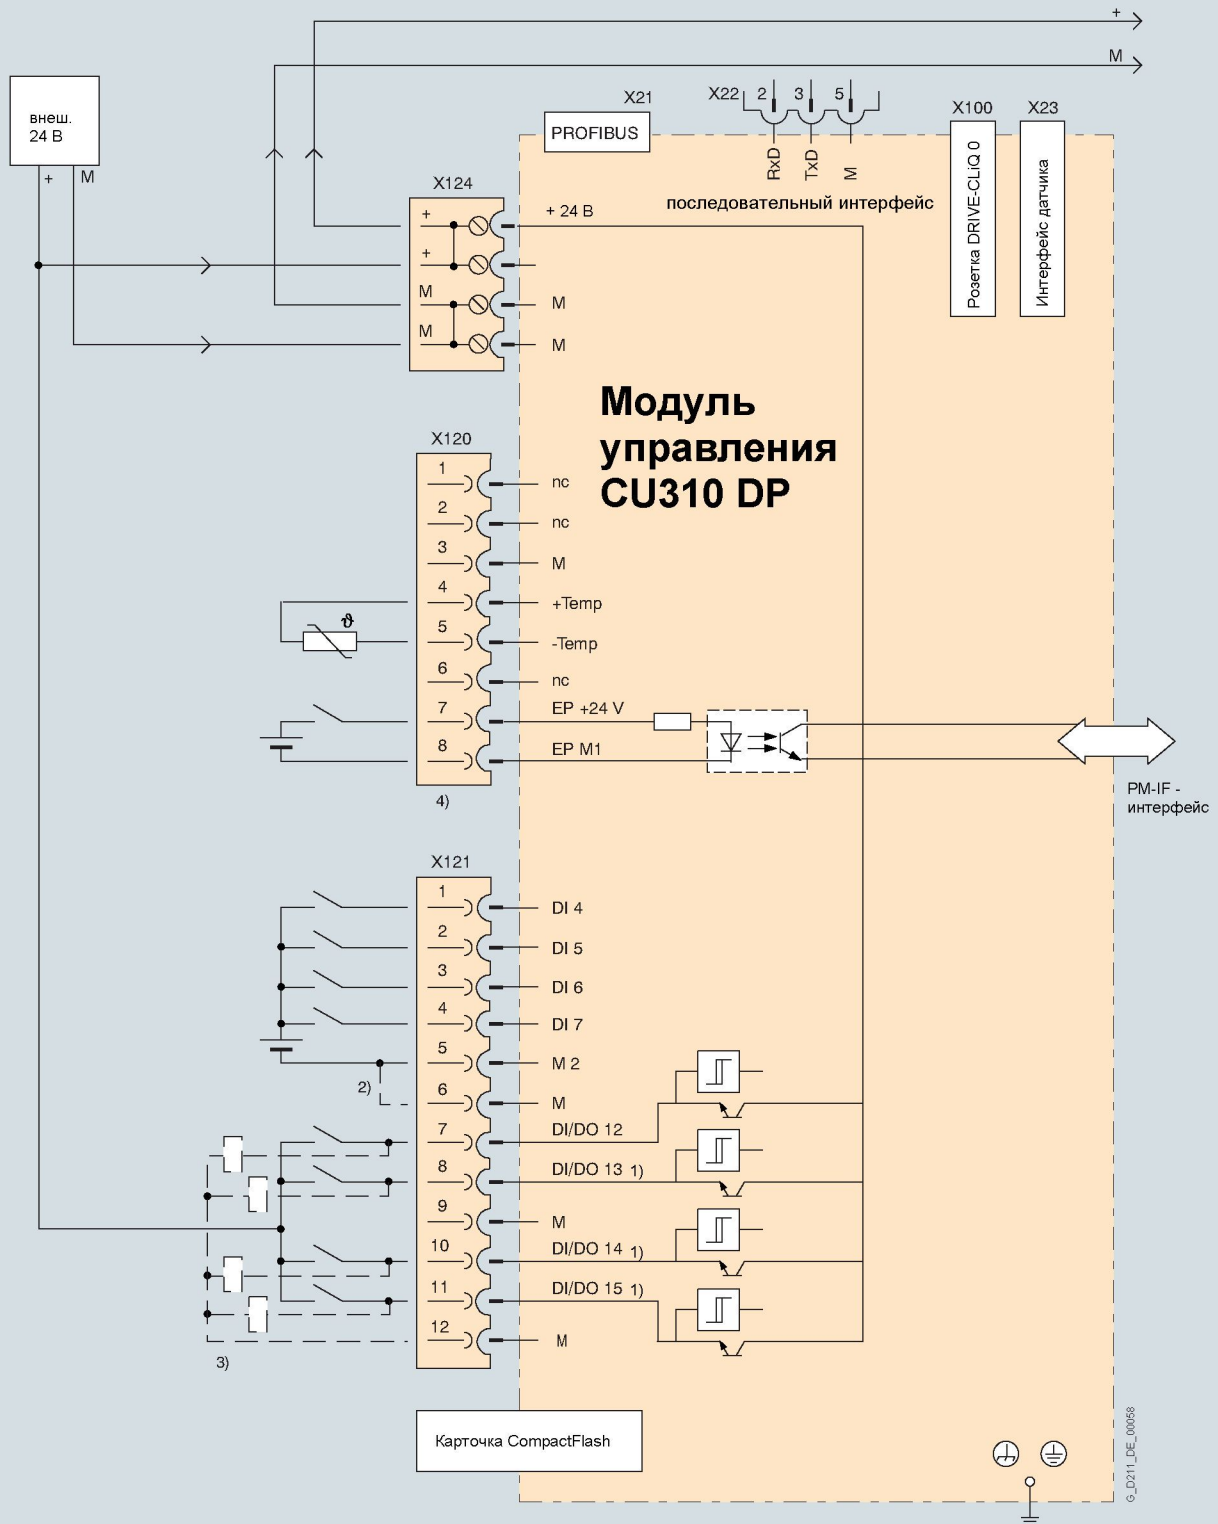 +
M
внеш.
24 В
+
M
X21
PROFIBUS
X22
2
3
5
RxD
TxD
M
последовательный интерфейс
X100
Розетка DRIVE-CLiQ 0
X23
Интерфейс датчика
X124
+
+ 24 В
+
M
M
M
M
Модуль
управления
CU310 DP
X120
1
nc
2
nc
3
M
4
+Temp
ϑ
5
-Temp
6
nc
7
EP +24 V
8
EP M1
4)
PM-IF -
интерфейс
X121
1
DI 4
2
DI 5
3
DI 6
4
DI 7
5
M 2
2)
6
M
7
DI/DO 12
8
DI/DO 13 1)
9
M
10
DI/DO 14 1)
11
DI/DO 15 1)
12
M
3)
Карточка CompactFlash
G_D211_DE_00058